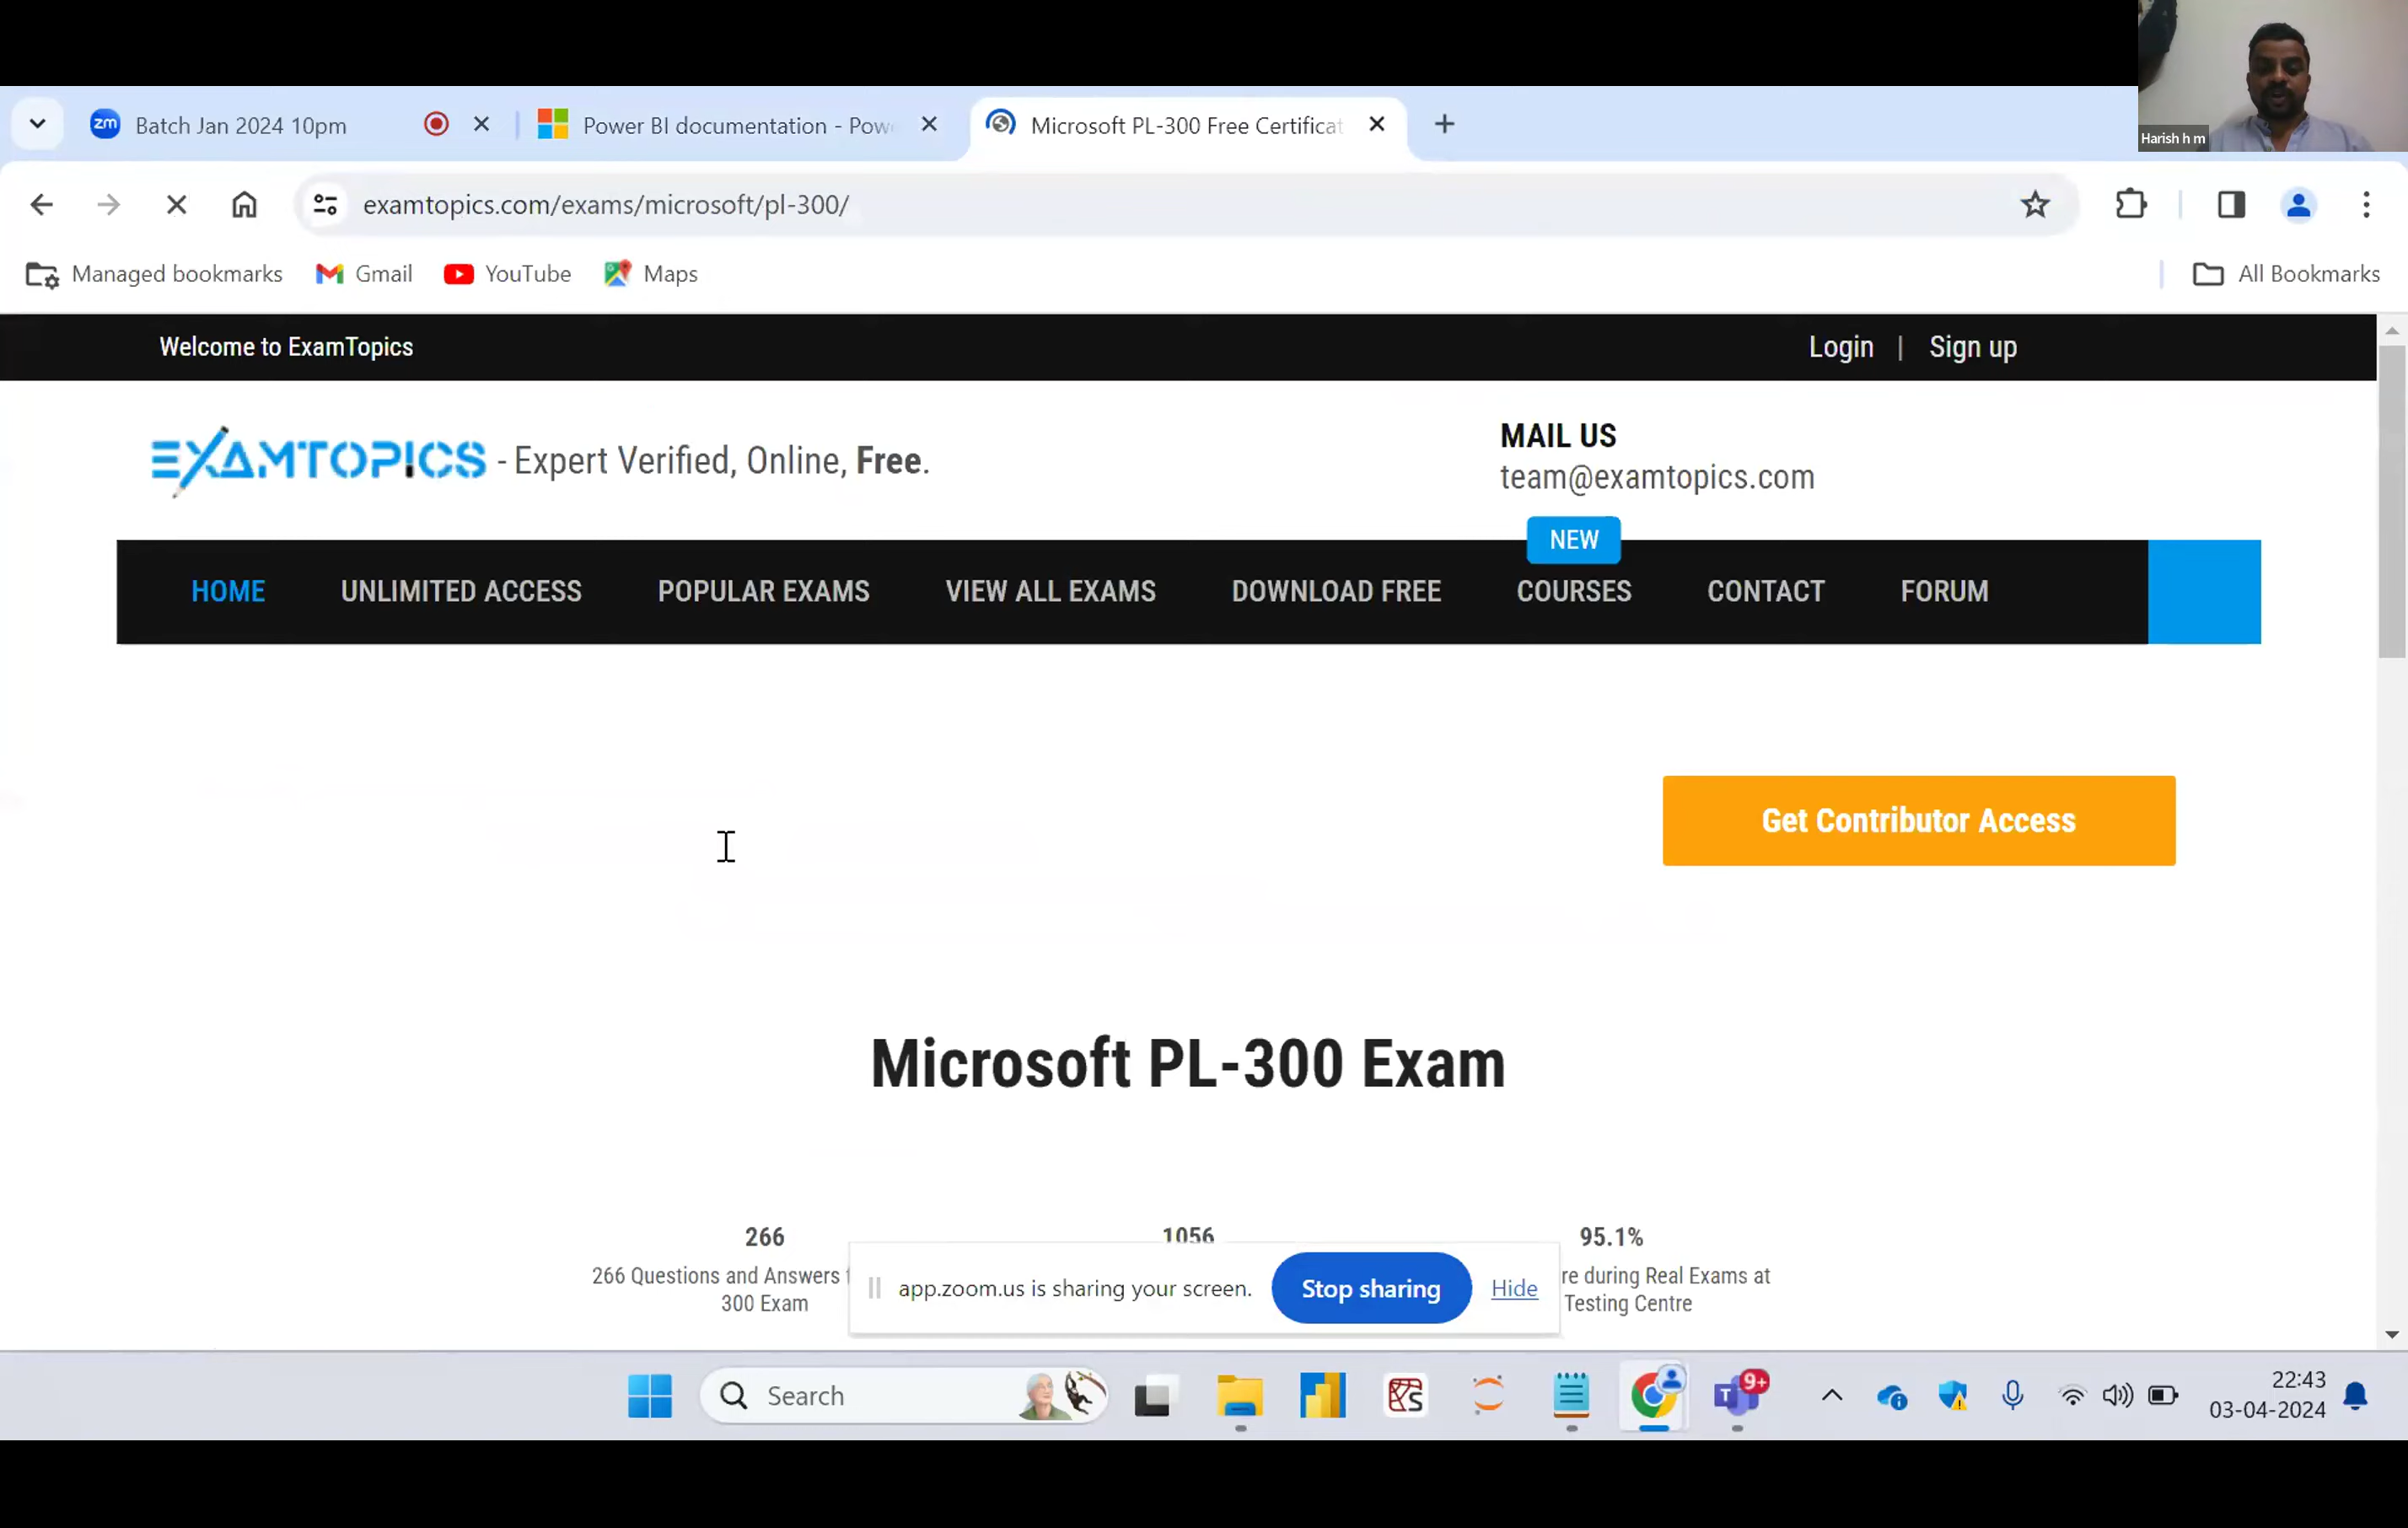 Harish h m
Batch Jan 2024 10pm
Power BI documentation - Pow
Microsoft PL-300 Free Certificat
examtopics.com/exams/microsoft/pl-300/
Managed bookmarks Gmail YouTube Maps All Bookmarks
Welcome to ExamTopics Login | Sign up
EXAMTOPICS - Expert Verified, Online, Free.
MAIL US
team@examtopics.com
NEW
HOME UNLIMITED ACCESS POPULAR EXAMS VIEW ALL EXAMS DOWNLOAD FREE COURSES CONTACT FORUM
Get Contributor Access
Microsoft PL-300 Exam
266 1056 95.1%
266 Questions and Answers
300 Exam
re during Real Exams at
Testing Centre
app.zoom.us is sharing your screen. Stop sharing Hide
Search
9+
22:43
03-04-2024